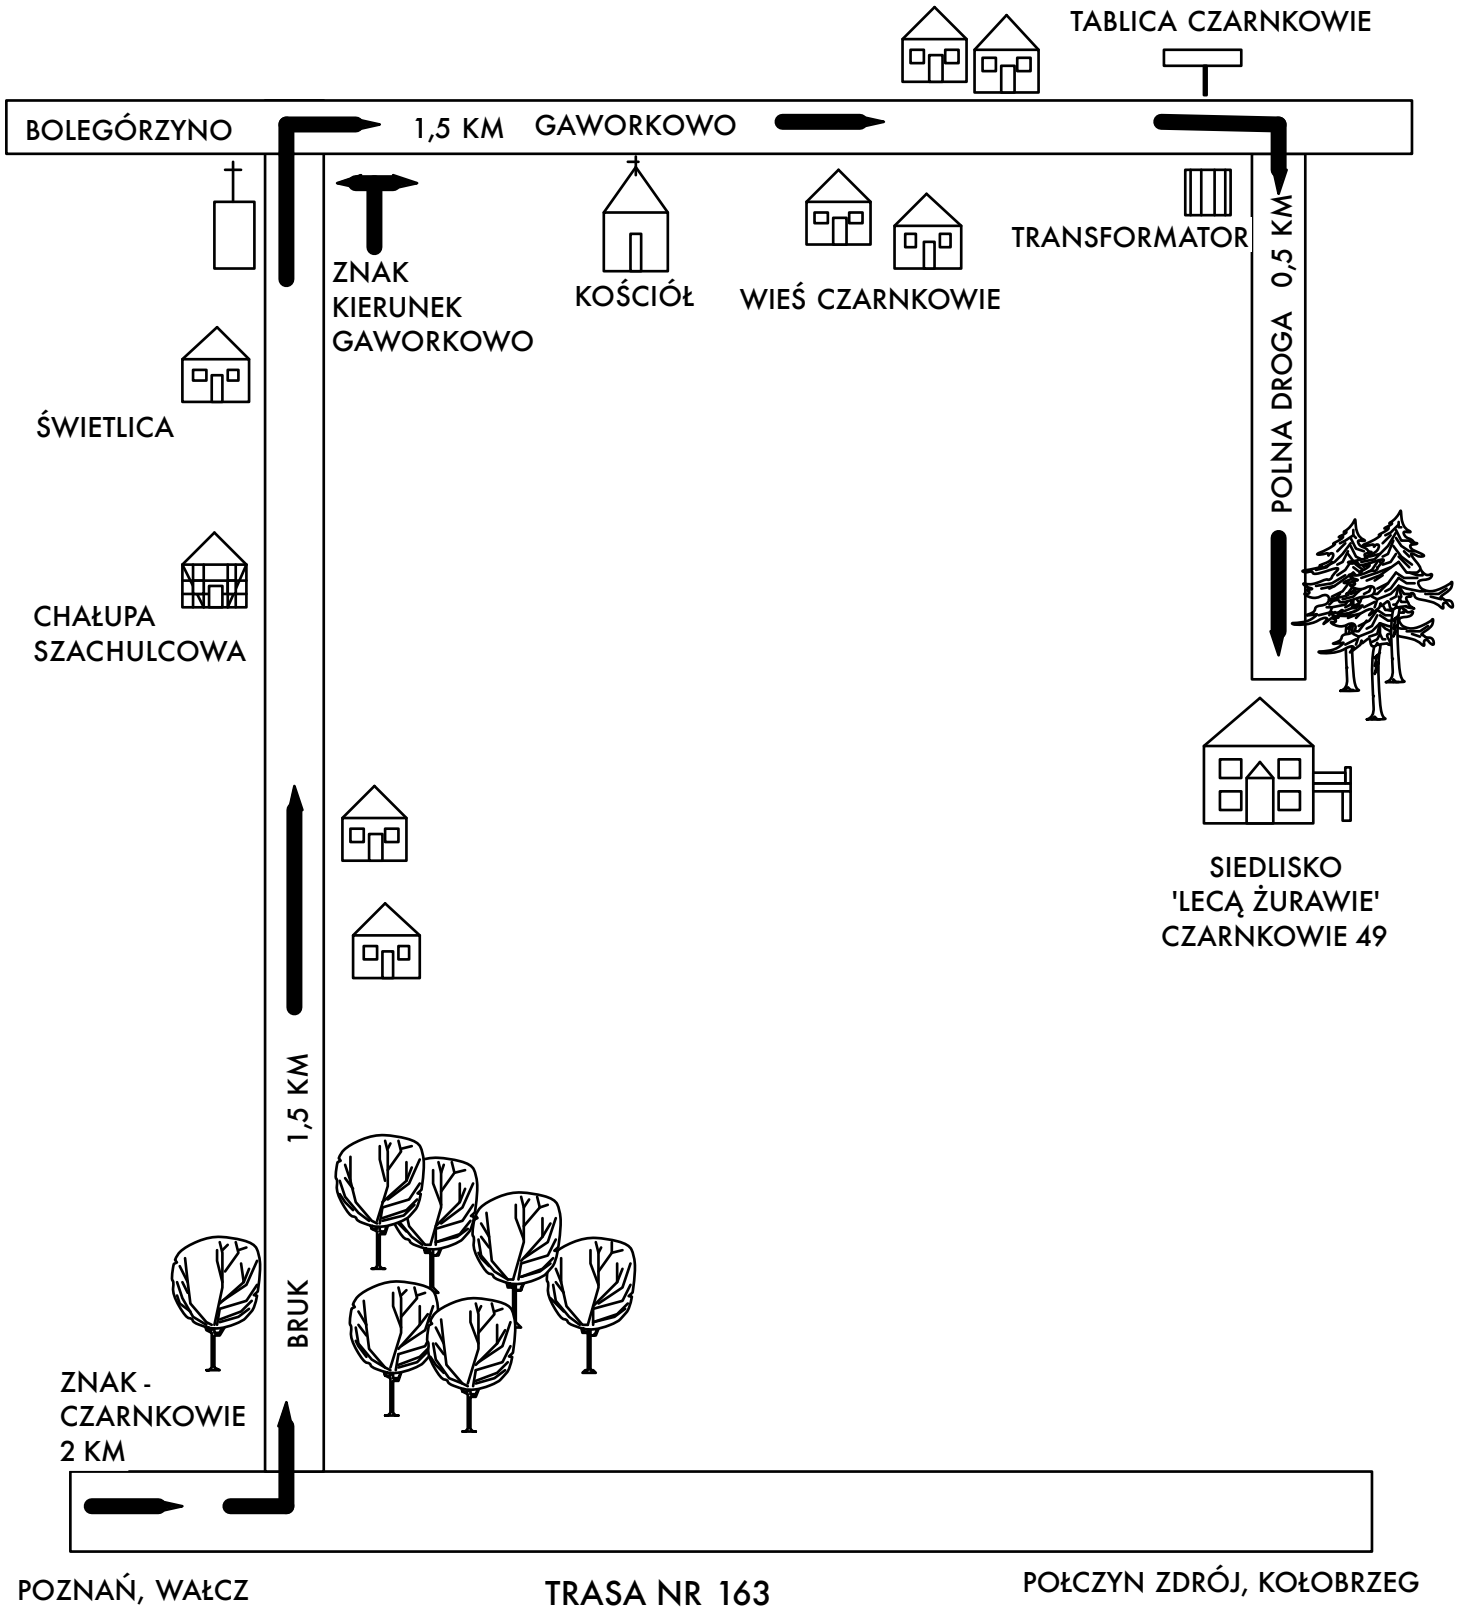 TABLICA CZARNKOWIE
BOLEGÓRZYNO
1,5 KM
GAWORKOWO
ZNAK
KIERUNEK
GAWORKOWO
KOŚCIÓŁ
WIEŚ CZARNKOWIE
TRANSFORMATOR
POLNA DROGA 0,5 KM
ŚWIETLICA
CHAŁUPA
SZACHULCOWA
SIEDLISKO
'LECĄ ŻURAWIE'
CZARNKOWIE 49
BRUK 1,5 KM
ZNAK -
CZARNKOWIE
2 KM
POZNAŃ, WAŁCZ
TRASA NR 163
POŁCZYN ZDRÓJ, KOŁOBRZEG